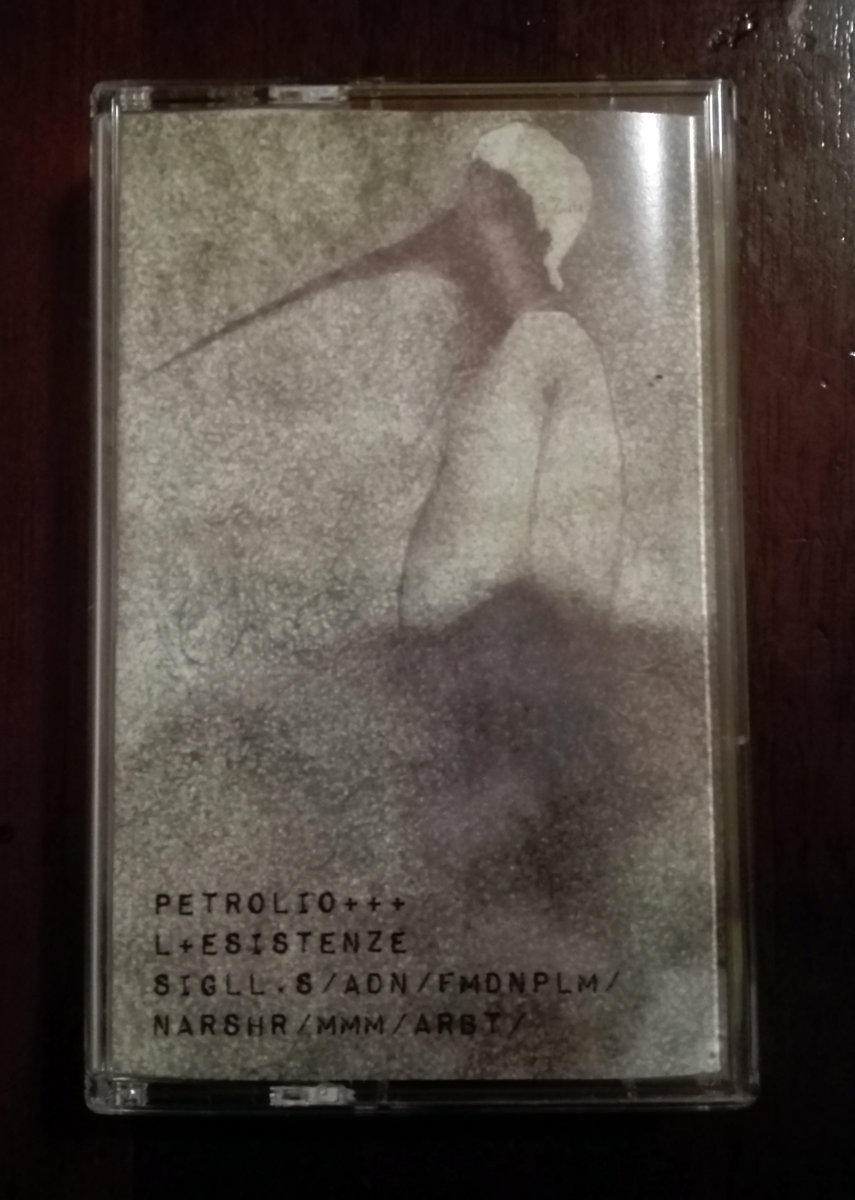 PETROLIO+++
L+ESISTENZE
SIGLL.S/ADN/FMDNPLM/
NARSHR/MMM/ARBT/